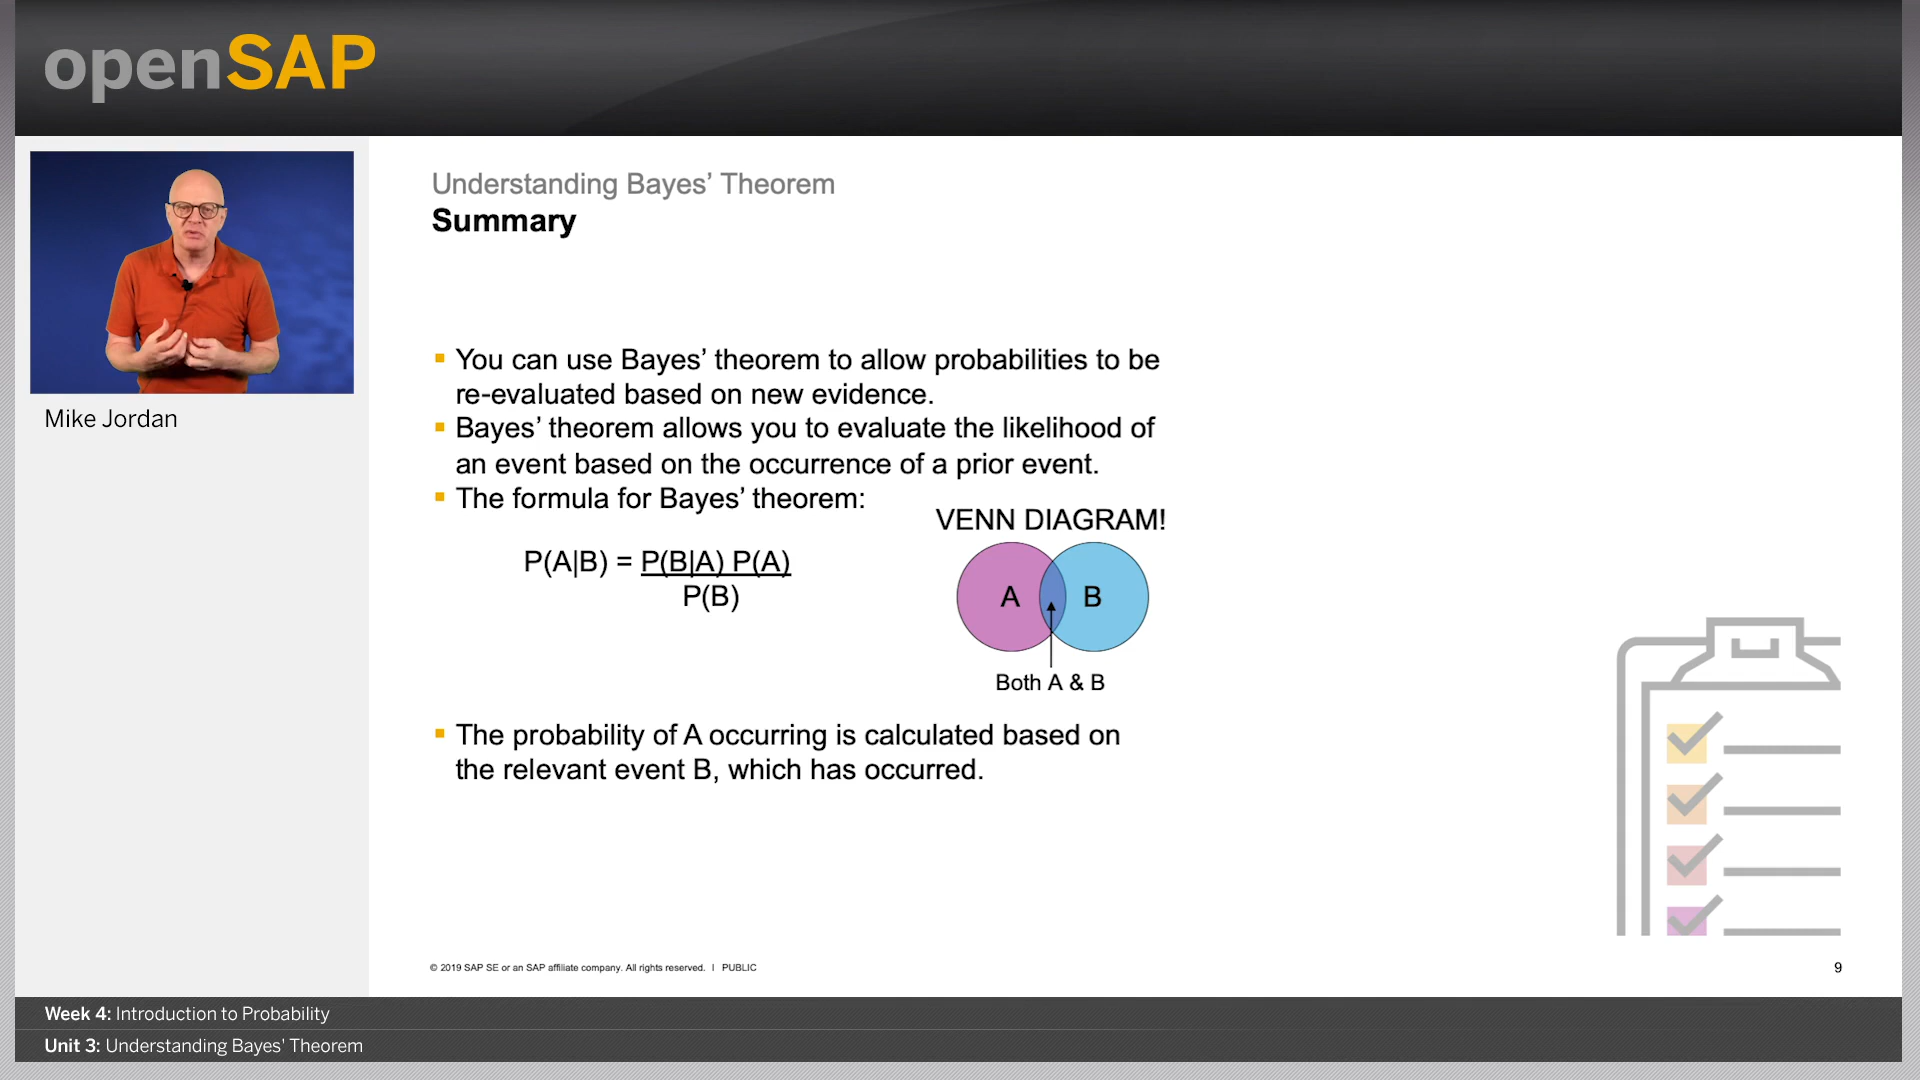 openSAP
Mike Jordan
Understanding Bayes’ Theorem
Summary
▪ You can use Bayes’ theorem to allow probabilities to be
re-evaluated based on new evidence.
▪ Bayes’ theorem allows you to evaluate the likelihood of
an event based on the occurrence of a prior event.
▪ The formula for Bayes’ theorem:
P(A|B) = P(B|A) P(A)
P(B)
VENN DIAGRAM!
A B
Both A & B
▪ The probability of A occurring is calculated based on
the relevant event B, which has occurred.
© 2019 SAP SE or an SAP affiliate company. All rights reserved. | PUBLIC
9
Week 4: Introduction to Probability
Unit 3: Understanding Bayes' Theorem